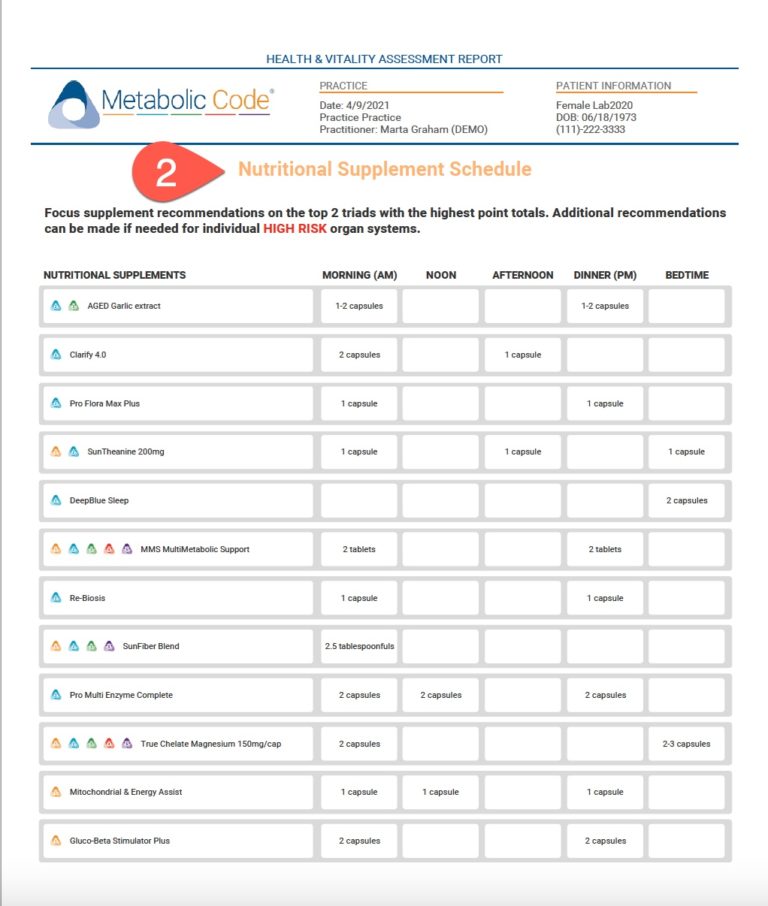 HEALTH & VITALITY ASSESSMENT REPORT
Metabolic Code®
PRACTICE
Date: 4/9/2021
Practice Practice
Practitioner: Marta Graham (DEMO)
PATIENT INFORMATION
Female Lab2020
DOB: 06/18/1973
(111)-222-3333
2
Nutritional Supplement Schedule
Focus supplement recommendations on the top 2 triads with the highest point totals. Additional recommendations
can be made if needed for individual HIGH RISK organ systems.
NUTRITIONAL SUPPLEMENTS MORNING (AM) NOON AFTERNOON DINNER (PM) BEDTIME
AGED Garlic extract 1-2 capsules 1-2 capsules
Clarify 4.0 2 capsules 1 capsule
Pro Flora Max Plus 1 capsule 1 capsule
SunTheanine 200mg 1 capsule 1 capsule 1 capsule
DeepBlue Sleep 2 capsules
MMS MultiMetabolic Support 2 tablets 2 tablets
Re-Biosis 1 capsule 1 capsule
SunFiber Blend 2.5 tablespoonfuls
Pro Multi Enzyme Complete 2 capsules 2 capsules 2 capsules
True Chelate Magnesium 150mg/cap 2 capsules 2-3 capsules
Mitochondrial & Energy Assist 1 capsule 1 capsule 1 capsule
Gluco-Beta Stimulator Plus 2 capsules 2 capsules